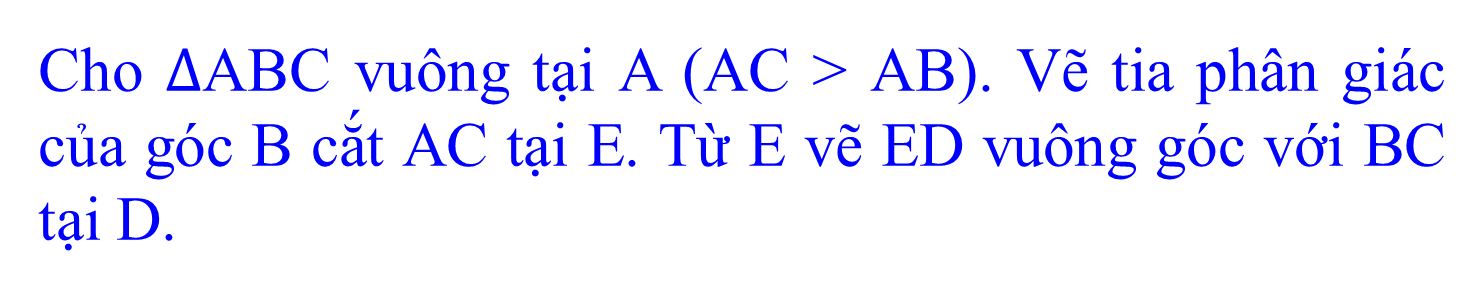 Cho ΔABC vuông tại A (AC > AB). Vẽ tia phân giác
của góc B cắt AC tại E. Từ E vẽ ED vuông góc với BC
tại D.